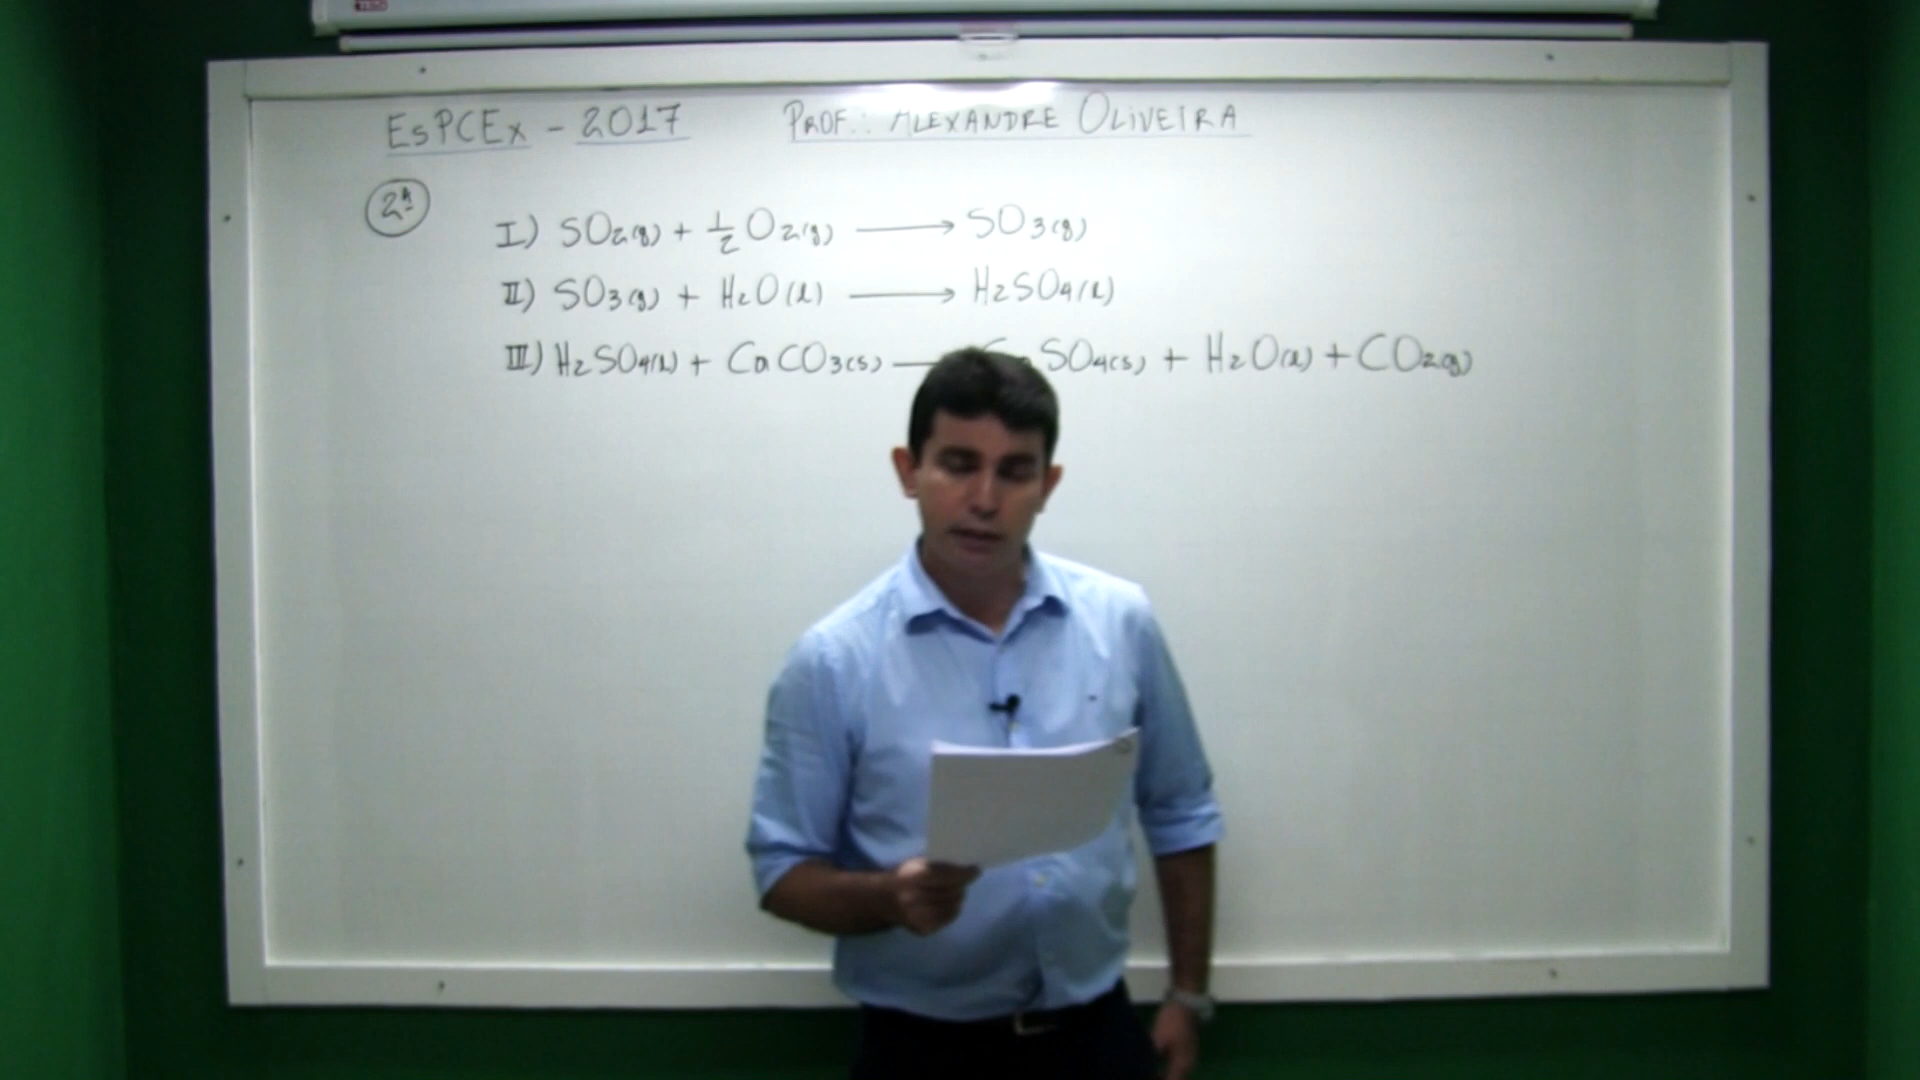 EsPCEx - 2017 PROF.: ALEXANDRE OLIVEIRA
2ª
I) SO2(g) + 1/2 O2(g) → SO3(g)
II) SO3(g) + H2O(l) → H2SO4(l)
III) H2SO4(l) + CaCO3(s) — SO4(s) + H2O(l) + CO2(g)